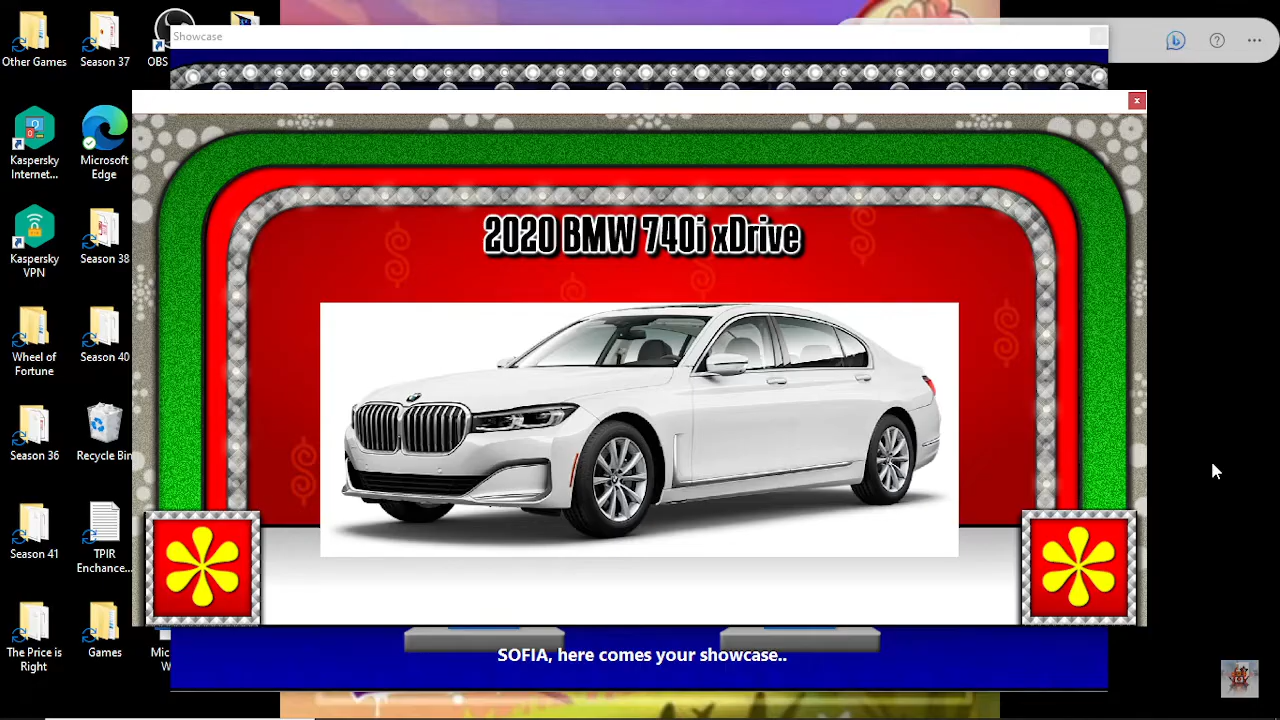 Showcase
Other Games
Season 37
OBS
Kaspersky
Internet...
Microsoft
Edge
Kaspersky
VPN
Season 38
Wheel of
Fortune
Season 40
Season 36
Recycle Bin
Season 41
TPIR
Enchance...
The Price is
Right
Games
Mic
W
2020 BMW 740i xDrive
SOFIA, here comes your showcase..